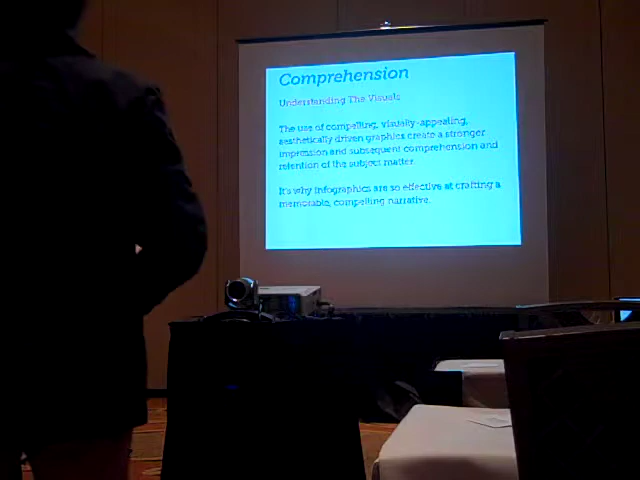 Comprehension
Understanding The Visuals
The use of compelling, visually-appealing,
aesthetically driven graphics create a stronger
impression and subsequent comprehension and
retention of the subject matter.
It's why infographics are so effective at crafting a
memorable, compelling narrative.